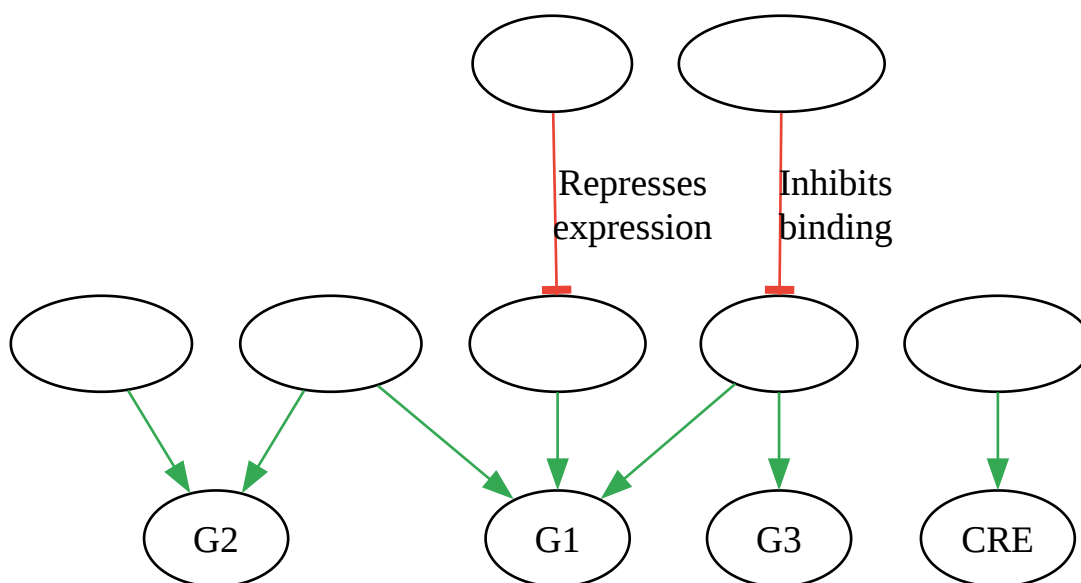 Represses
expression
Inhibits
binding
G2
G1
G3
CRE